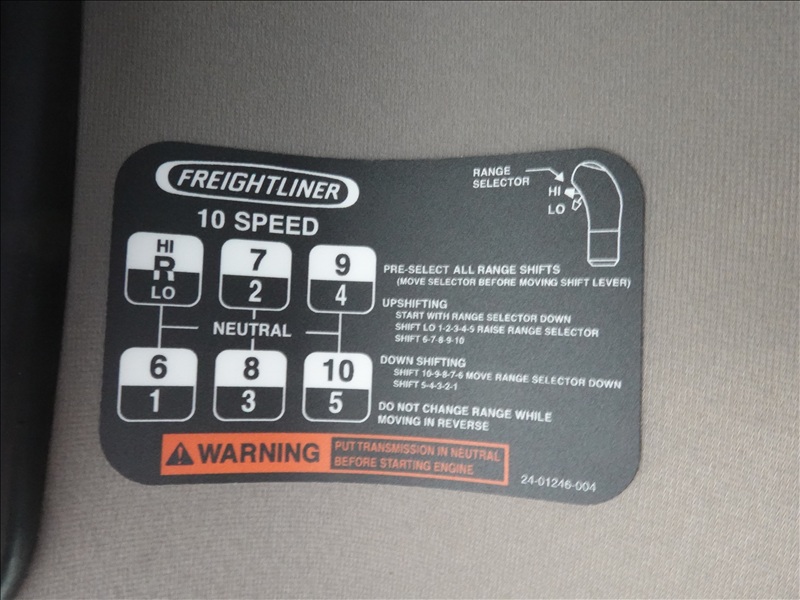 FREIGHTLINER
10 SPEED
RANGE
SELECTOR
HI
LO
HI
R
LO
7
2
9
4
NEUTRAL
6
1
8
3
10
5
PRE-SELECT ALL RANGE SHIFTS
(MOVE SELECTOR BEFORE MOVING SHIFT LEVER)
UPSHIFTING
START WITH RANGE SELECTOR DOWN
SHIFT LO 1-2-3-4-5 RAISE RANGE SELECTOR
SHIFT 6-7-8-9-10
DOWN SHIFTING
SHIFT 10-9-8-7-6 MOVE RANGE SELECTOR DOWN
SHIFT 5-4-3-2-1
DO NOT CHANGE RANGE WHILE
MOVING IN REVERSE
WARNING
PUT TRANSMISSION IN NEUTRAL
BEFORE STARTING ENGINE
24-01246-004